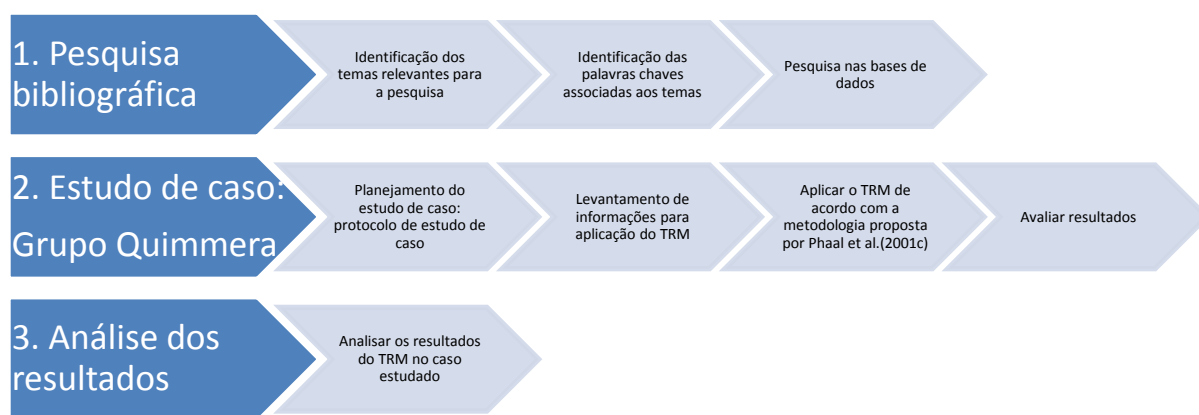 1. Pesquisa
bibliográfica
Identificação dos
temas relevantes para
a pesquisa
Identificação das
palavras chaves
associadas aos temas
Pesquisa nas bases de
dados
2. Estudo de caso:
Grupo Quimmera
Planejamento do
estudo de caso:
protocolo de estudo de
caso
Levantamento de
informações para
aplicação do TRM
Aplicar o TRM de
acordo com a
metodologia proposta
por Phaal et al.(2001c)
Avaliar resultados
3. Análise dos
resultados
Analisar os resultados
do TRM no caso
estudado